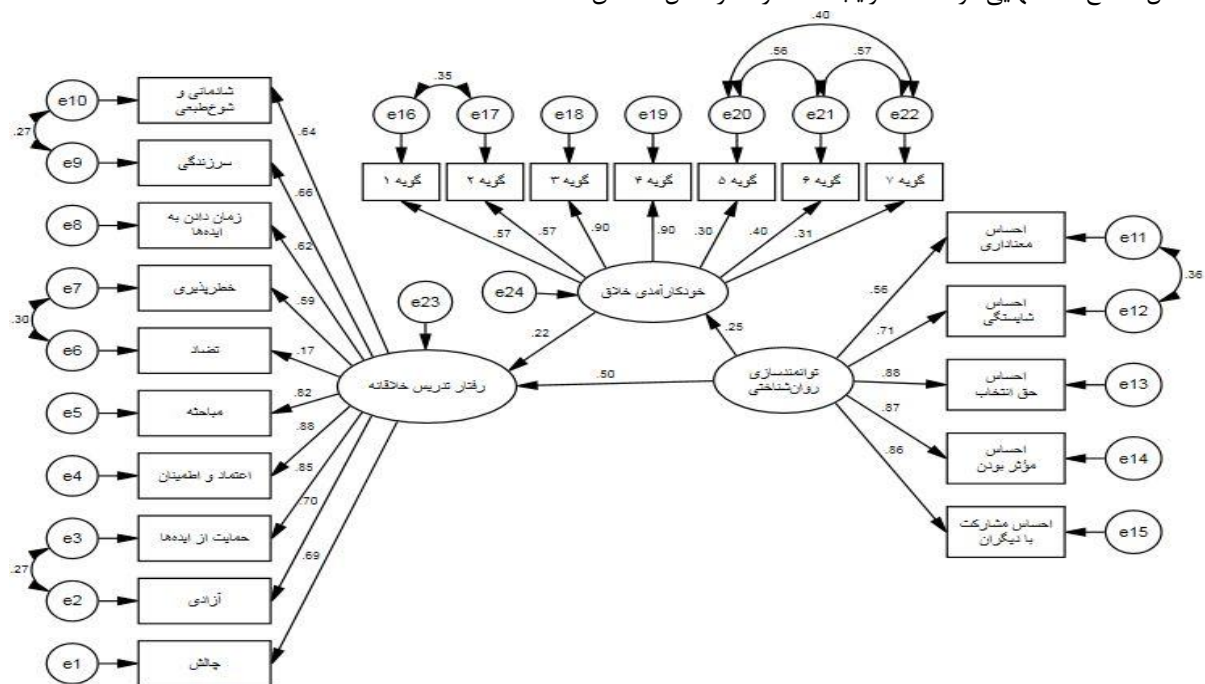 .40
.56
.57
.35
e10
شادمانی و
شوخ‌طبعی
.64
e16
e17
e18
e19
e20
e21
e22
.27
e9
سرزندگی
.66
گویه ۱
گویه ۲
گویه ۳
گویه ۴
گویه ۵
گویه ۶
گویه ۷
e8
زمان دادن به
ایده‌ها
.62
.57
.57
.90
.90
.30
.40
.31
احساس
معناداری
e11
e7
خطرپذیری
.59
e23
e24
خودکارآمدی خلاق
.56
.36
.30
احساس
شایستگی
e12
.71
e6
تضاد
.17
.22
.25
رفتار تدریس خلاقانه
.50
توانمندسازی
روان‌شناختی
.88
احساس
حق انتخاب
e13
e5
مباحثه
.82
.87
احساس
مؤثر بودن
e14
e4
اعتماد و اطمینان
.88
.86
.85
e3
حمایت از ایده‌ها
.70
احساس مشارکت
با دیگران
e15
.27
.69
e2
آزادی
e1
چالش